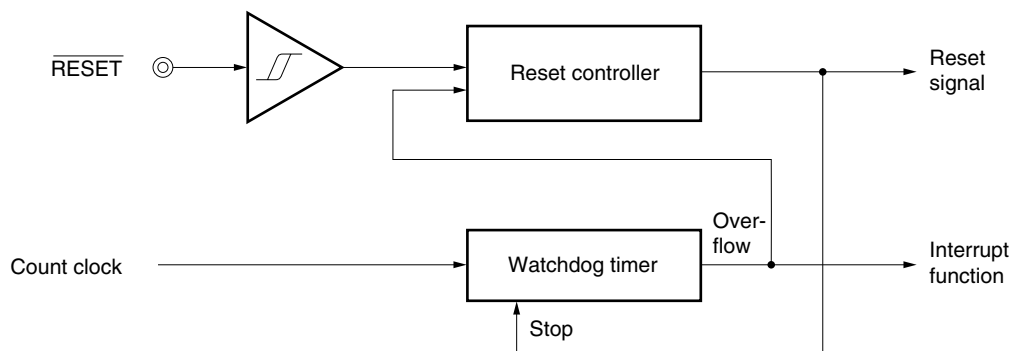 RESET
Reset controller
Reset
signal
Over-
flow
Count clock
Watchdog timer
Interrupt
function
Stop